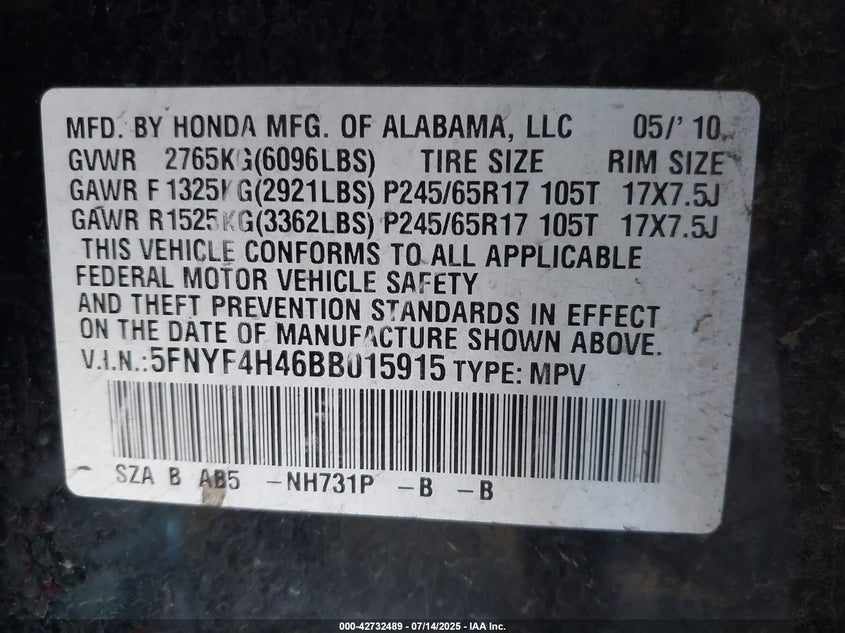 MFD. BY HONDA MFG. OF ALABAMA, LLC 05/' 10
GVWR 2765KG(6096LBS) TIRE SIZE RIM SIZE
GAWR F 1325KG(2921LBS) P245/65R17 105T 17X7.5J
GAWR R1525KG(3362LBS) P245/65R17 105T 17X7.5J
THIS VEHICLE CONFORMS TO ALL APPLICABLE
FEDERAL MOTOR VEHICLE SAFETY
AND THEFT PREVENTION STANDARDS IN EFFECT
ON THE DATE OF MANUFACTURE SHOWN ABOVE.
V.I.N.:5FNYF4H46BB015915 TYPE: MPV
SZA B AB5 -NH731P -B -B
000-42732489 - 07/14/2025 - IAA Inc.